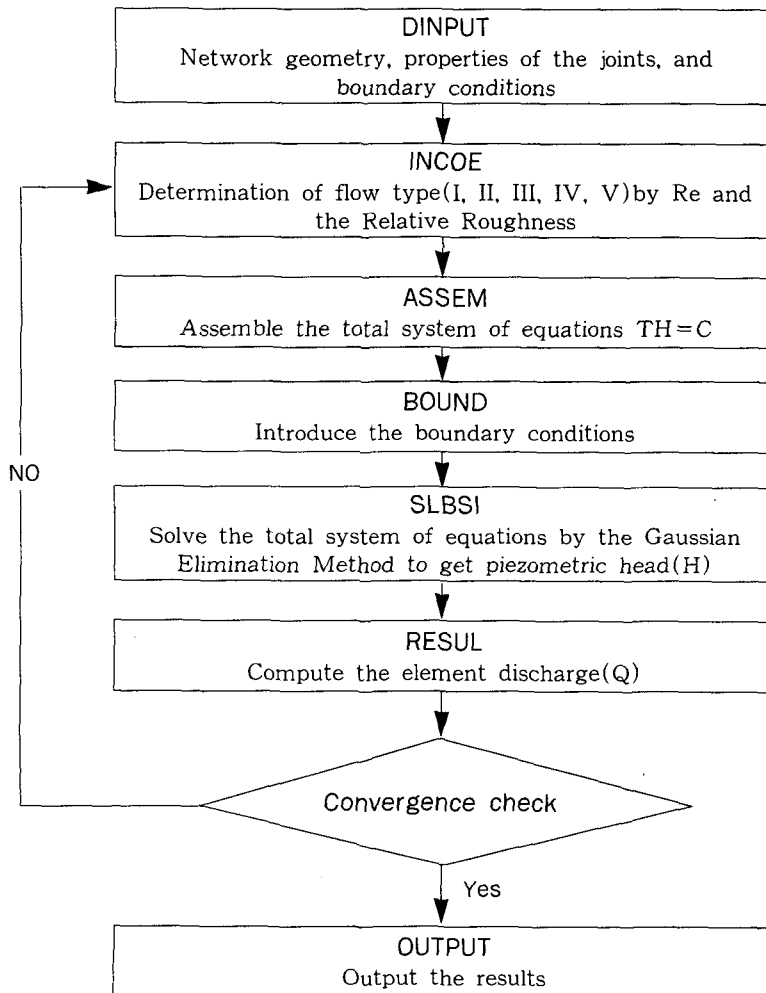 DINPUT
Network geometry, properties of the joints, and
boundary conditions
INCOE
Determination of flow type(I, II, III, IV, V)by Re and
the Relative Roughness
ASSEM
Assemble the total system of equations TH=C
BOUND
Introduce the boundary conditions
NO
SLBSI
Solve the total system of equations by the Gaussian
Elimination Method to get piezometric head(H)
RESUL
Compute the element discharge(Q)
Convergence check
Yes
OUTPUT
Output the results